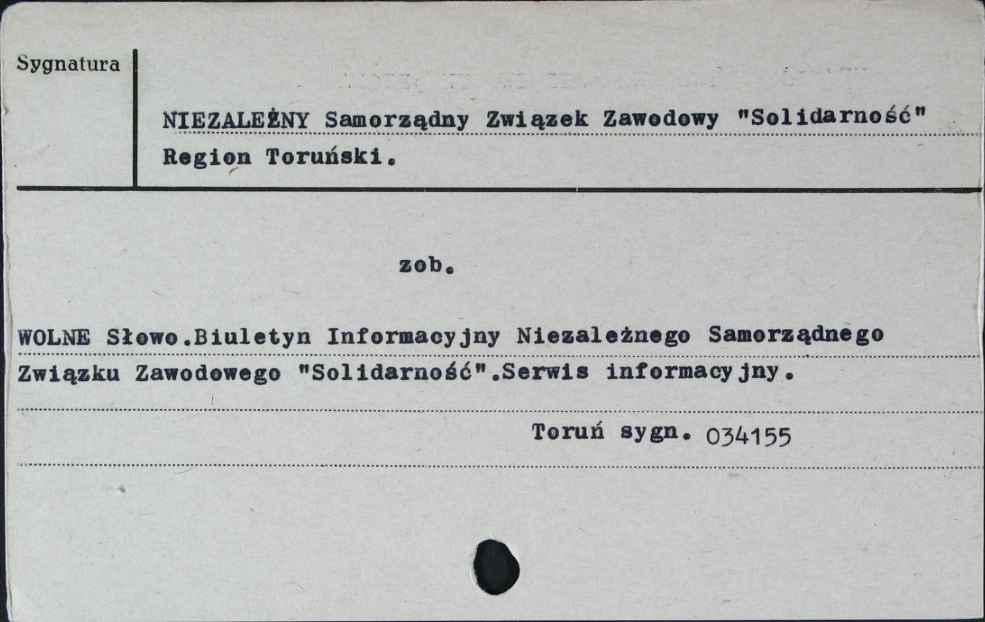 Sygnatura
NIEZALEŻNY Samorządny Związek Zawodowy "Solidarność"
Region Toruński.
zob.
WOLNE Słowo.Biuletyn Informacyjny Niezależnego Samorządnego
Związku Zawodowego "Solidarność".Serwis informacyjny.
Toruń sygn. 034155